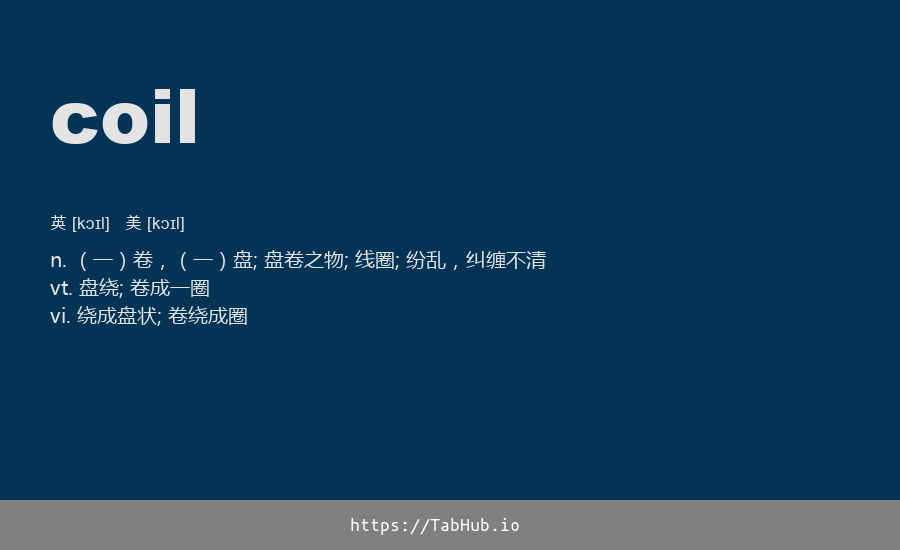 coil
英 [kɔɪl] 美 [kɔɪl]
n. （一）卷，（一）盘; 盘卷之物; 线圈; 纷乱，纠缠不清
vt. 盘绕; 卷成一圈
vi. 绕成盘状; 卷绕成圈
https://TabHub.io